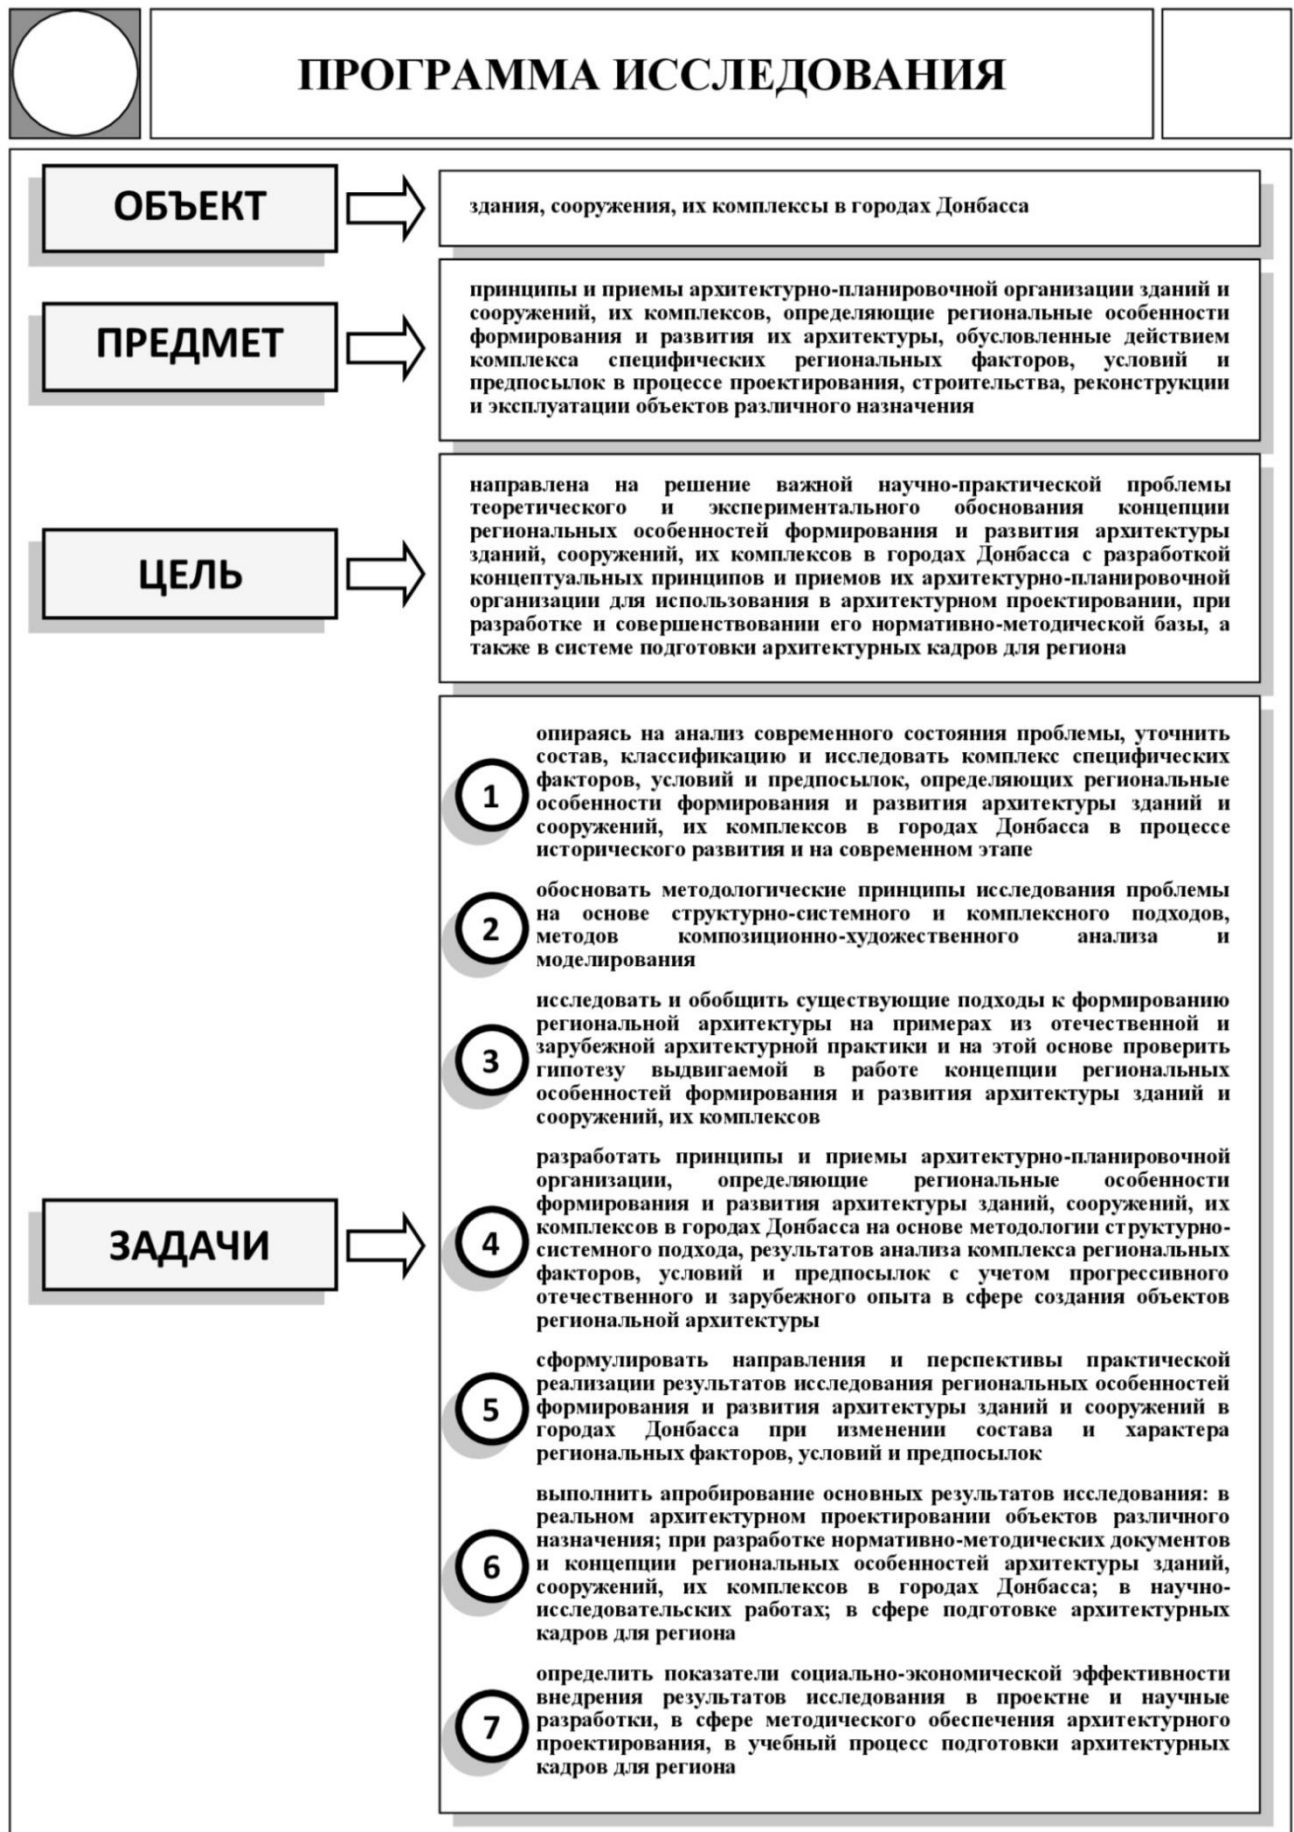 ПРОГРАММА ИССЛЕДОВАНИЯ
ОБЪЕКТ
здания, сооружения, их комплексы в городах Донбасса
ПРЕДМЕТ
принципы и приемы архитектурно-планировочной организации зданий и
сооружений, их комплексов, определяющие региональные особенности
формирования и развития их архитектуры, обусловленные действием
комплекса специфических региональных факторов, условий и
предпосылок в процессе проектирования, строительства, реконструкции
и эксплуатации объектов различного назначения
ЦЕЛЬ
направлена на решение важной научно-практической проблемы
теоретического и экспериментального обоснования концепции
региональных особенностей формирования и развития архитектуры
зданий, сооружений, их комплексов в городах Донбасса с разработкой
концептуальных принципов и приемов их архитектурно-планировочной
организации для использования в архитектурном проектировании, при
разработке и совершенствовании его нормативно-методической базы, а
также в системе подготовки архитектурных кадров для региона
ЗАДАЧИ
1
опираясь на анализ современного состояния проблемы, уточнить
состав, классификацию и исследовать комплекс специфических
факторов, условий и предпосылок, определяющих региональные
особенности формирования и развития архитектуры зданий и
сооружений, их комплексов в городах Донбасса в процессе
исторического развития и на современном этапе
2
обосновать методологические принципы исследования проблемы
на основе структурно-системного и комплексного подходов,
методов композиционно-художественного анализа и
моделирования
3
исследовать и обобщить существующие подходы к формированию
региональной архитектуры на примерах из отечественной и
зарубежной архитектурной практики и на этой основе проверить
гипотезу выдвигаемой в работе концепции региональных
особенностей формирования и развития архитектуры зданий и
сооружений, их комплексов
4
разработать принципы и приемы архитектурно-планировочной
организации, определяющие региональные особенности
формирования и развития архитектуры зданий, сооружений, их
комплексов в городах Донбасса на основе методологии структурно-
системного подхода, результатов анализа комплекса региональных
факторов, условий и предпосылок с учетом прогрессивного
отечественного и зарубежного опыта в сфере создания объектов
региональной архитектуры
5
сформулировать направления и перспективы практической
реализации результатов исследования региональных особенностей
формирования и развития архитектуры зданий и сооружений в
городах Донбасса при изменении состава и характера
региональных факторов, условий и предпосылок
6
выполнить апробирование основных результатов исследования: в
реальном архитектурном проектировании объектов различного
назначения; при разработке нормативно-методических документов
и концепции региональных особенностей архитектуры зданий,
сооружений, их комплексов в городах Донбасса; в научно-
исследовательских работах; в сфере подготовке архитектурных
кадров для региона
7
определить показатели социально-экономической эффективности
внедрения результатов исследования в проектне и научные
разработки, в сфере методического обеспечения архитектурного
проектирования, в учебный процесс подготовки архитектурных
кадров для региона